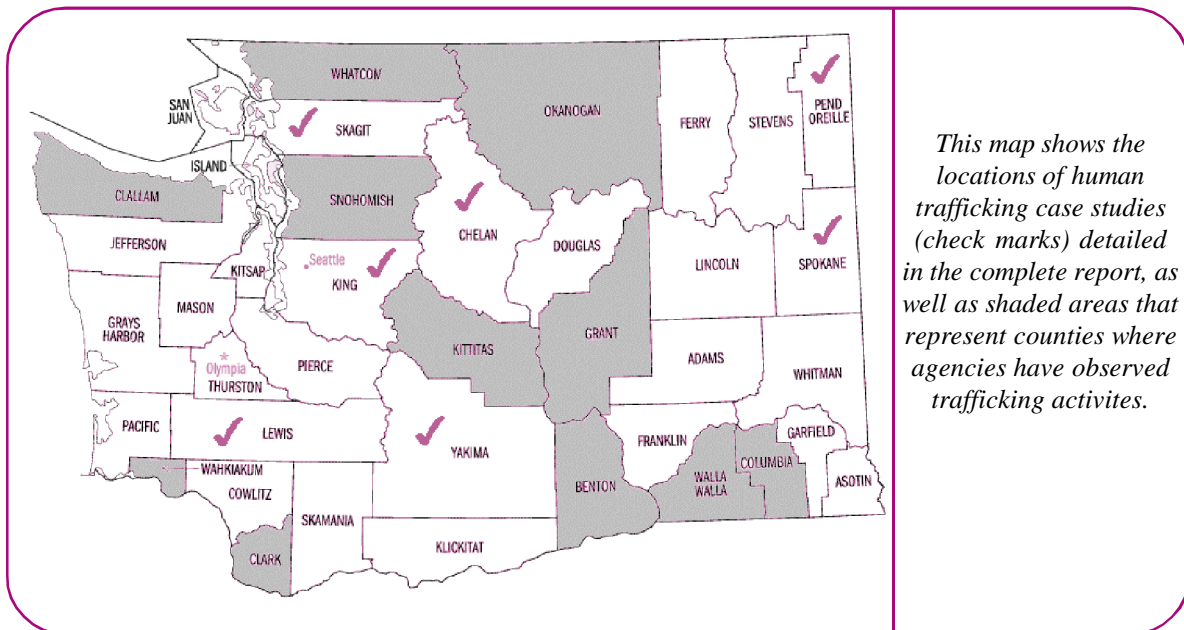 WHATCOM
OKANOGAN
SAN
JUAN
SKAGIT
FERRY
STEVENS
PEND
OREILLE
ISLAND
CLALLAM
SNOHOMISH
CHELAN
DOUGLAS
JEFFERSON
KITSAP
Seattle
KING
LINCOLN
SPOKANE
MASON
GRAYS
HARBOR
KITTITAS
GRANT
*
Olympia
THURSTON
PIERCE
ADAMS
WHITMAN
PACIFIC
LEWIS
YAKIMA
FRANKLIN
GARFIELD
WAHKIAKUM
COWLITZ
BENTON
WALLA
WALLA
COLUMBIA
ASOTIN
SKAMANIA
CLARK
KLICKITAT
This map shows the
locations of human
trafficking case studies
(check marks) detailed
in the complete report, as
well as shaded areas that
represent counties where
agencies have observed
trafficking activites.